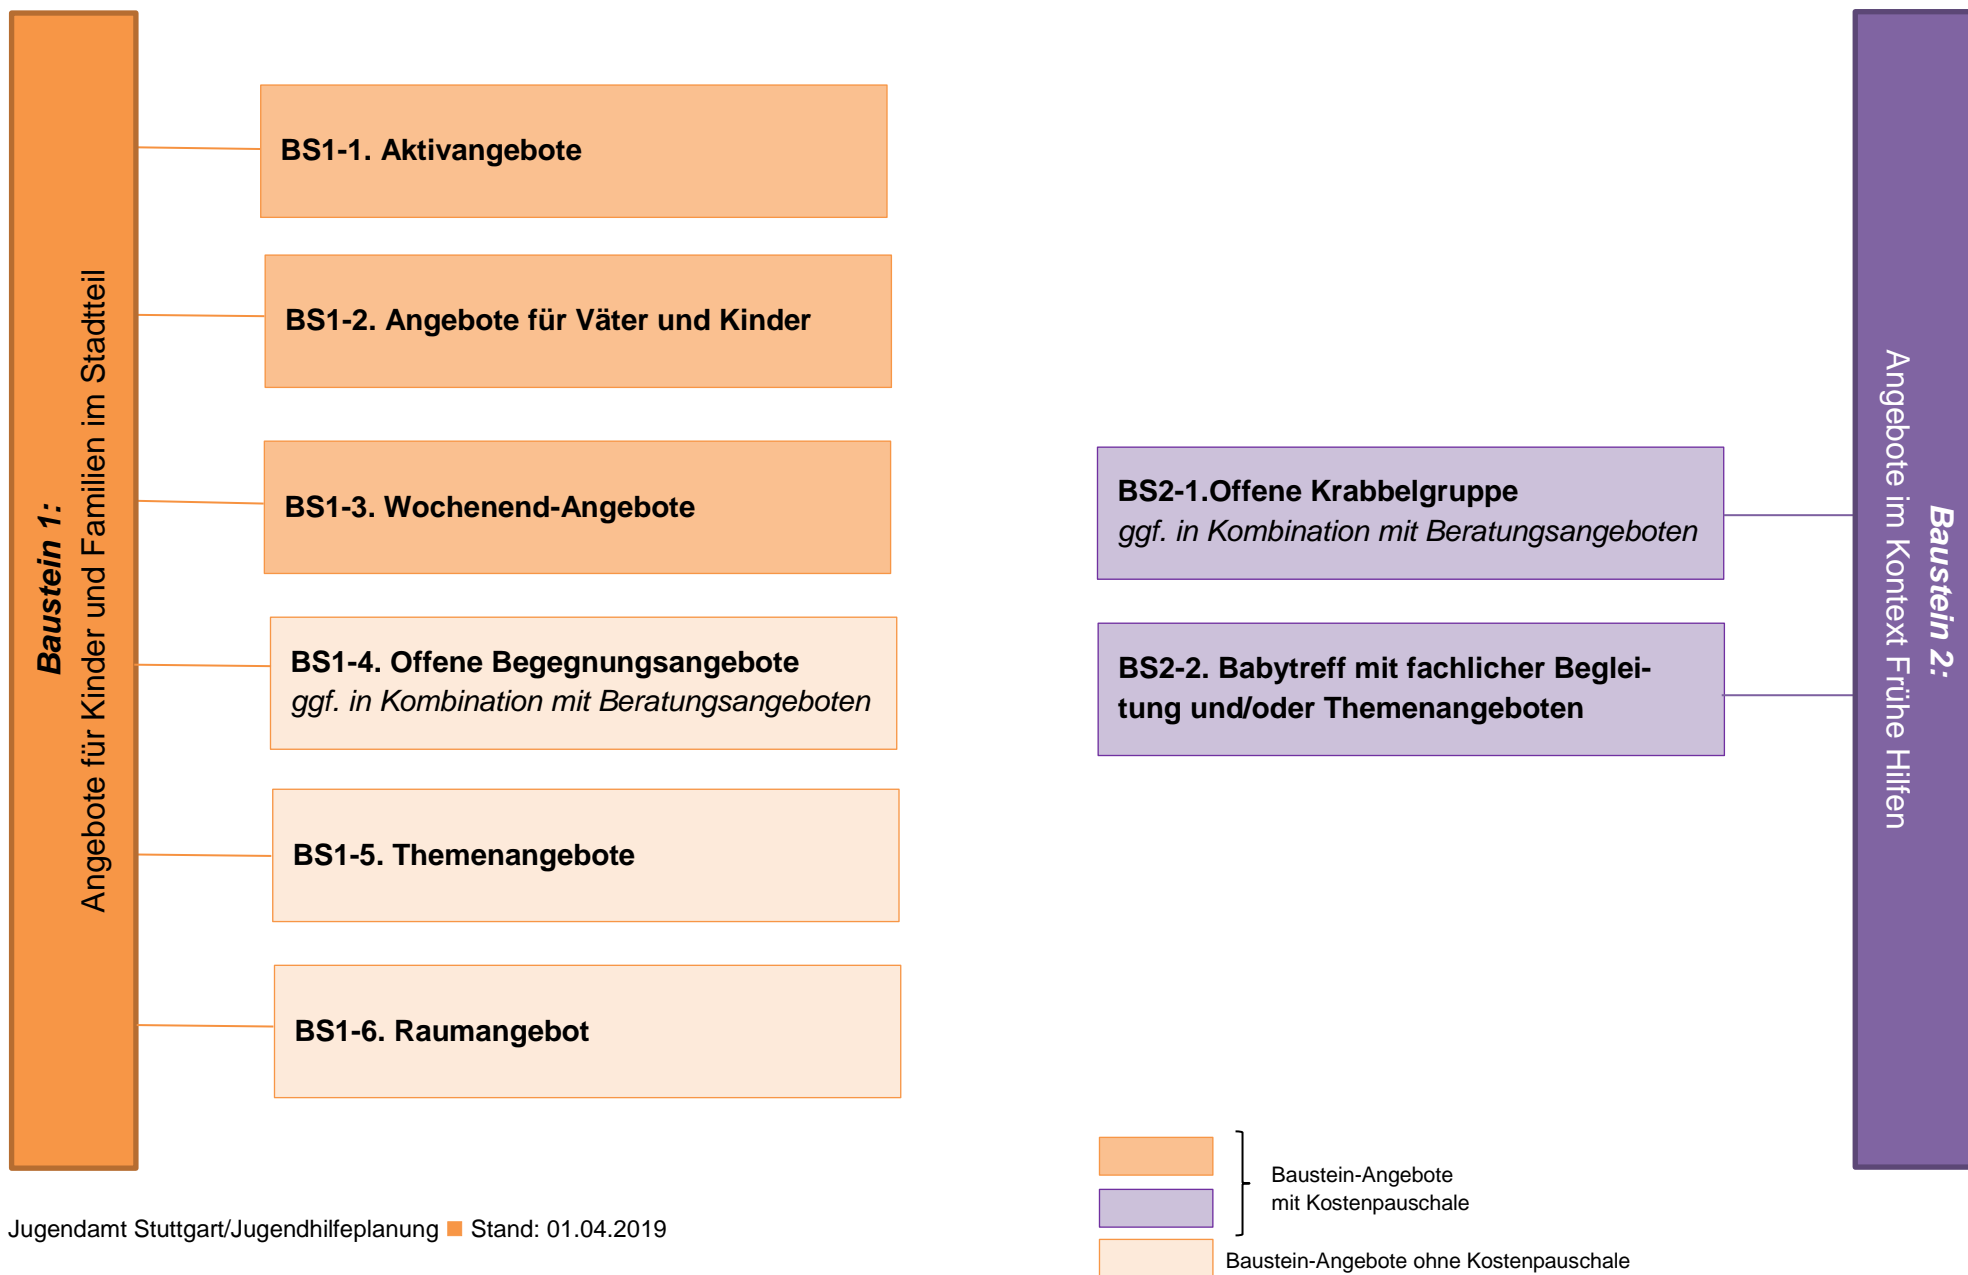 Baustein 1:
Angebote für Kinder und Familien im Stadtteil
BS1-1. Aktivangebote
BS1-2. Angebote für Väter und Kinder
BS1-3. Wochenend-Angebote
BS1-4. Offene Begegnungsangebote
ggf. in Kombination mit Beratungsangeboten
BS1-5. Themenangebote
BS1-6. Raumangebot
BS2-1.Offene Krabbelgruppe
ggf. in Kombination mit Beratungsangeboten
BS2-2. Babytreff mit fachlicher Beglei-
tung und/oder Themenangeboten
Baustein 2:
Angebote im Kontext Frühe Hilfen
Baustein-Angebote
mit Kostenpauschale
Baustein-Angebote ohne Kostenpauschale
Jugendamt Stuttgart/Jugendhilfeplanung ■ Stand: 01.04.2019